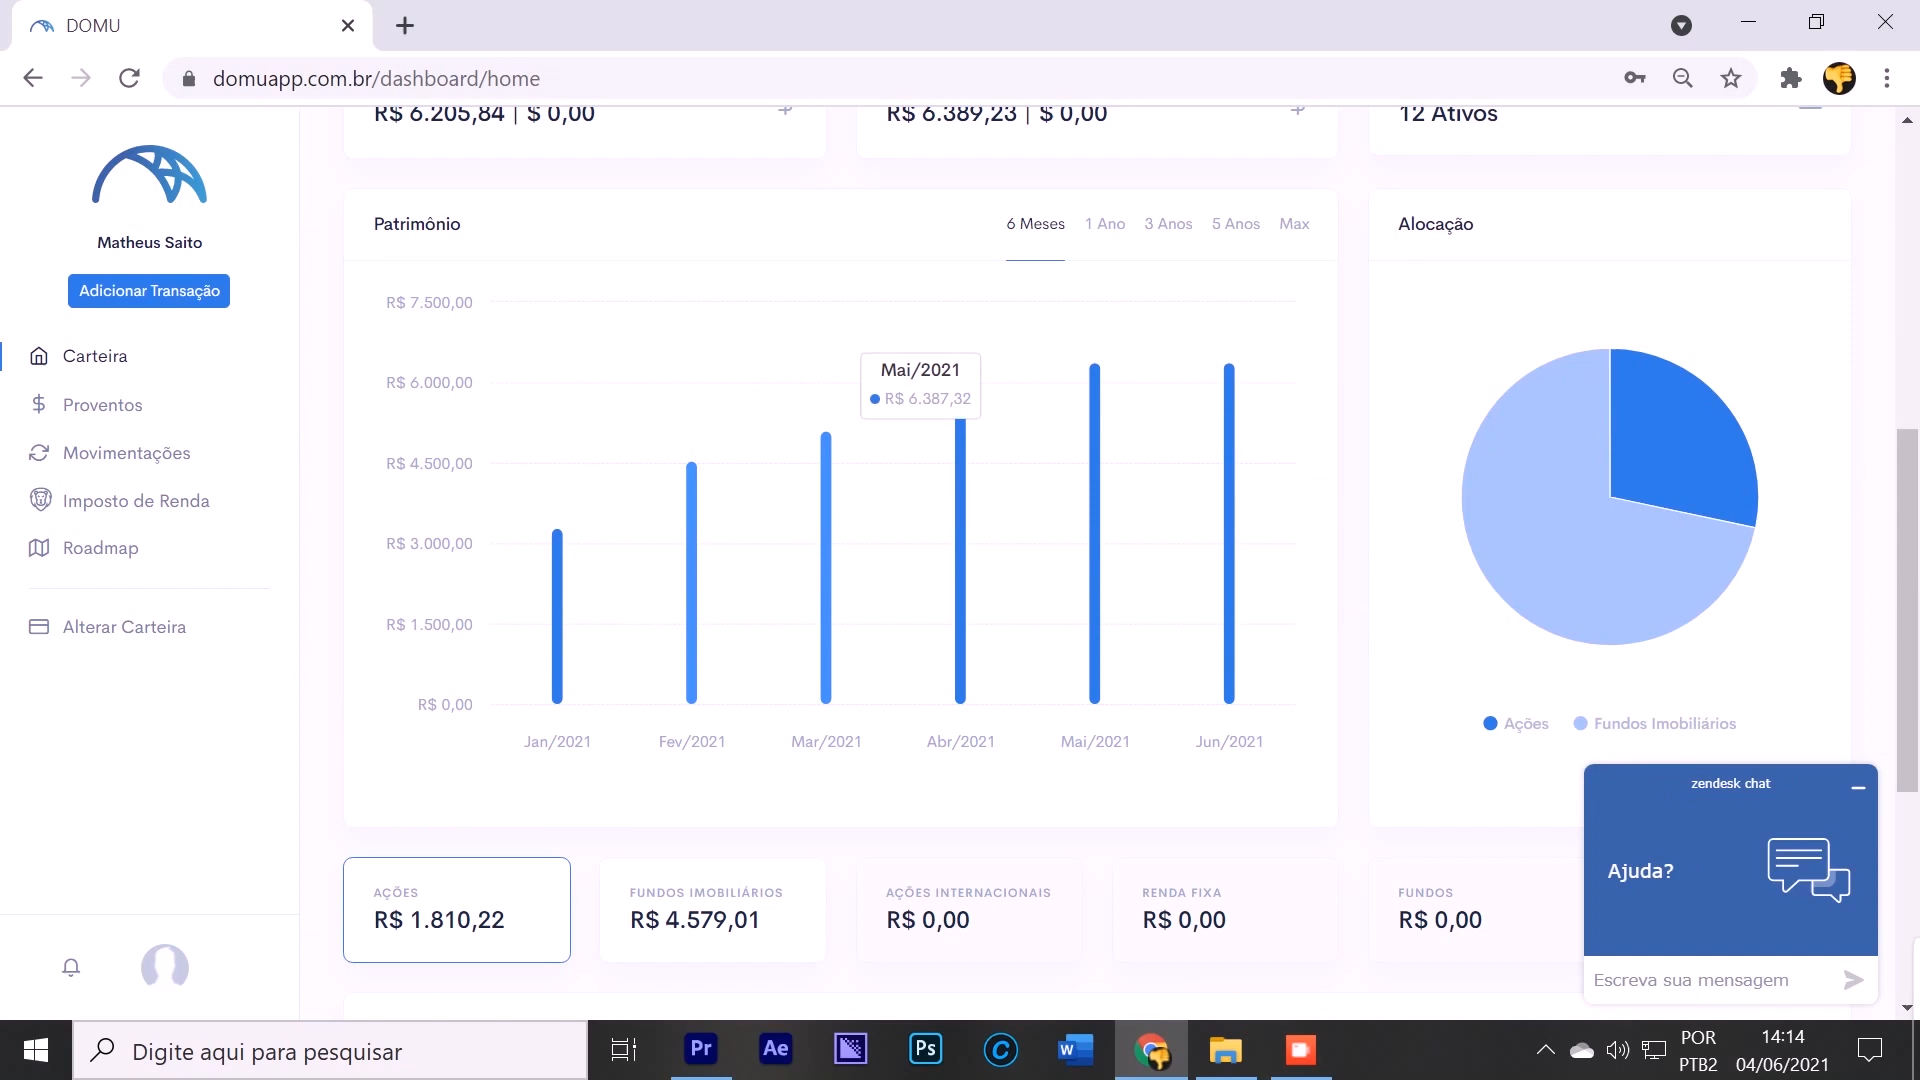 DOMU
domuapp.com.br/dashboard/home
R$ 6.205,84 | $ 0,00
R$ 6.389,23 | $ 0,00
12 Ativos
Matheus Saito
Adicionar Transação
Carteira
Proventos
Movimentações
Imposto de Renda
Roadmap
Alterar Carteira
Patrimônio
6 Meses 1 Ano 3 Anos 5 Anos Max
R$ 7.500,00
R$ 6.000,00
R$ 4.500,00
R$ 3.000,00
R$ 1.500,00
R$ 0,00
Mai/2021
R$ 6.387,32
Jan/2021 Fev/2021 Mar/2021 Abr/2021 Mai/2021 Jun/2021
Alocação
Ações Fundos Imobiliários
AÇÕES
R$ 1.810,22
FUNDOS IMOBILIÁRIOS
R$ 4.579,01
AÇÕES INTERNACIONAIS
R$ 0,00
RENDA FIXA
R$ 0,00
FUNDOS
R$ 0,00
zendesk chat
Ajuda?
Escreva sua mensagem
Digite aqui para pesquisar
Pr
Ae
Ps
C
W
POR
PTB2
14:14
04/06/2021